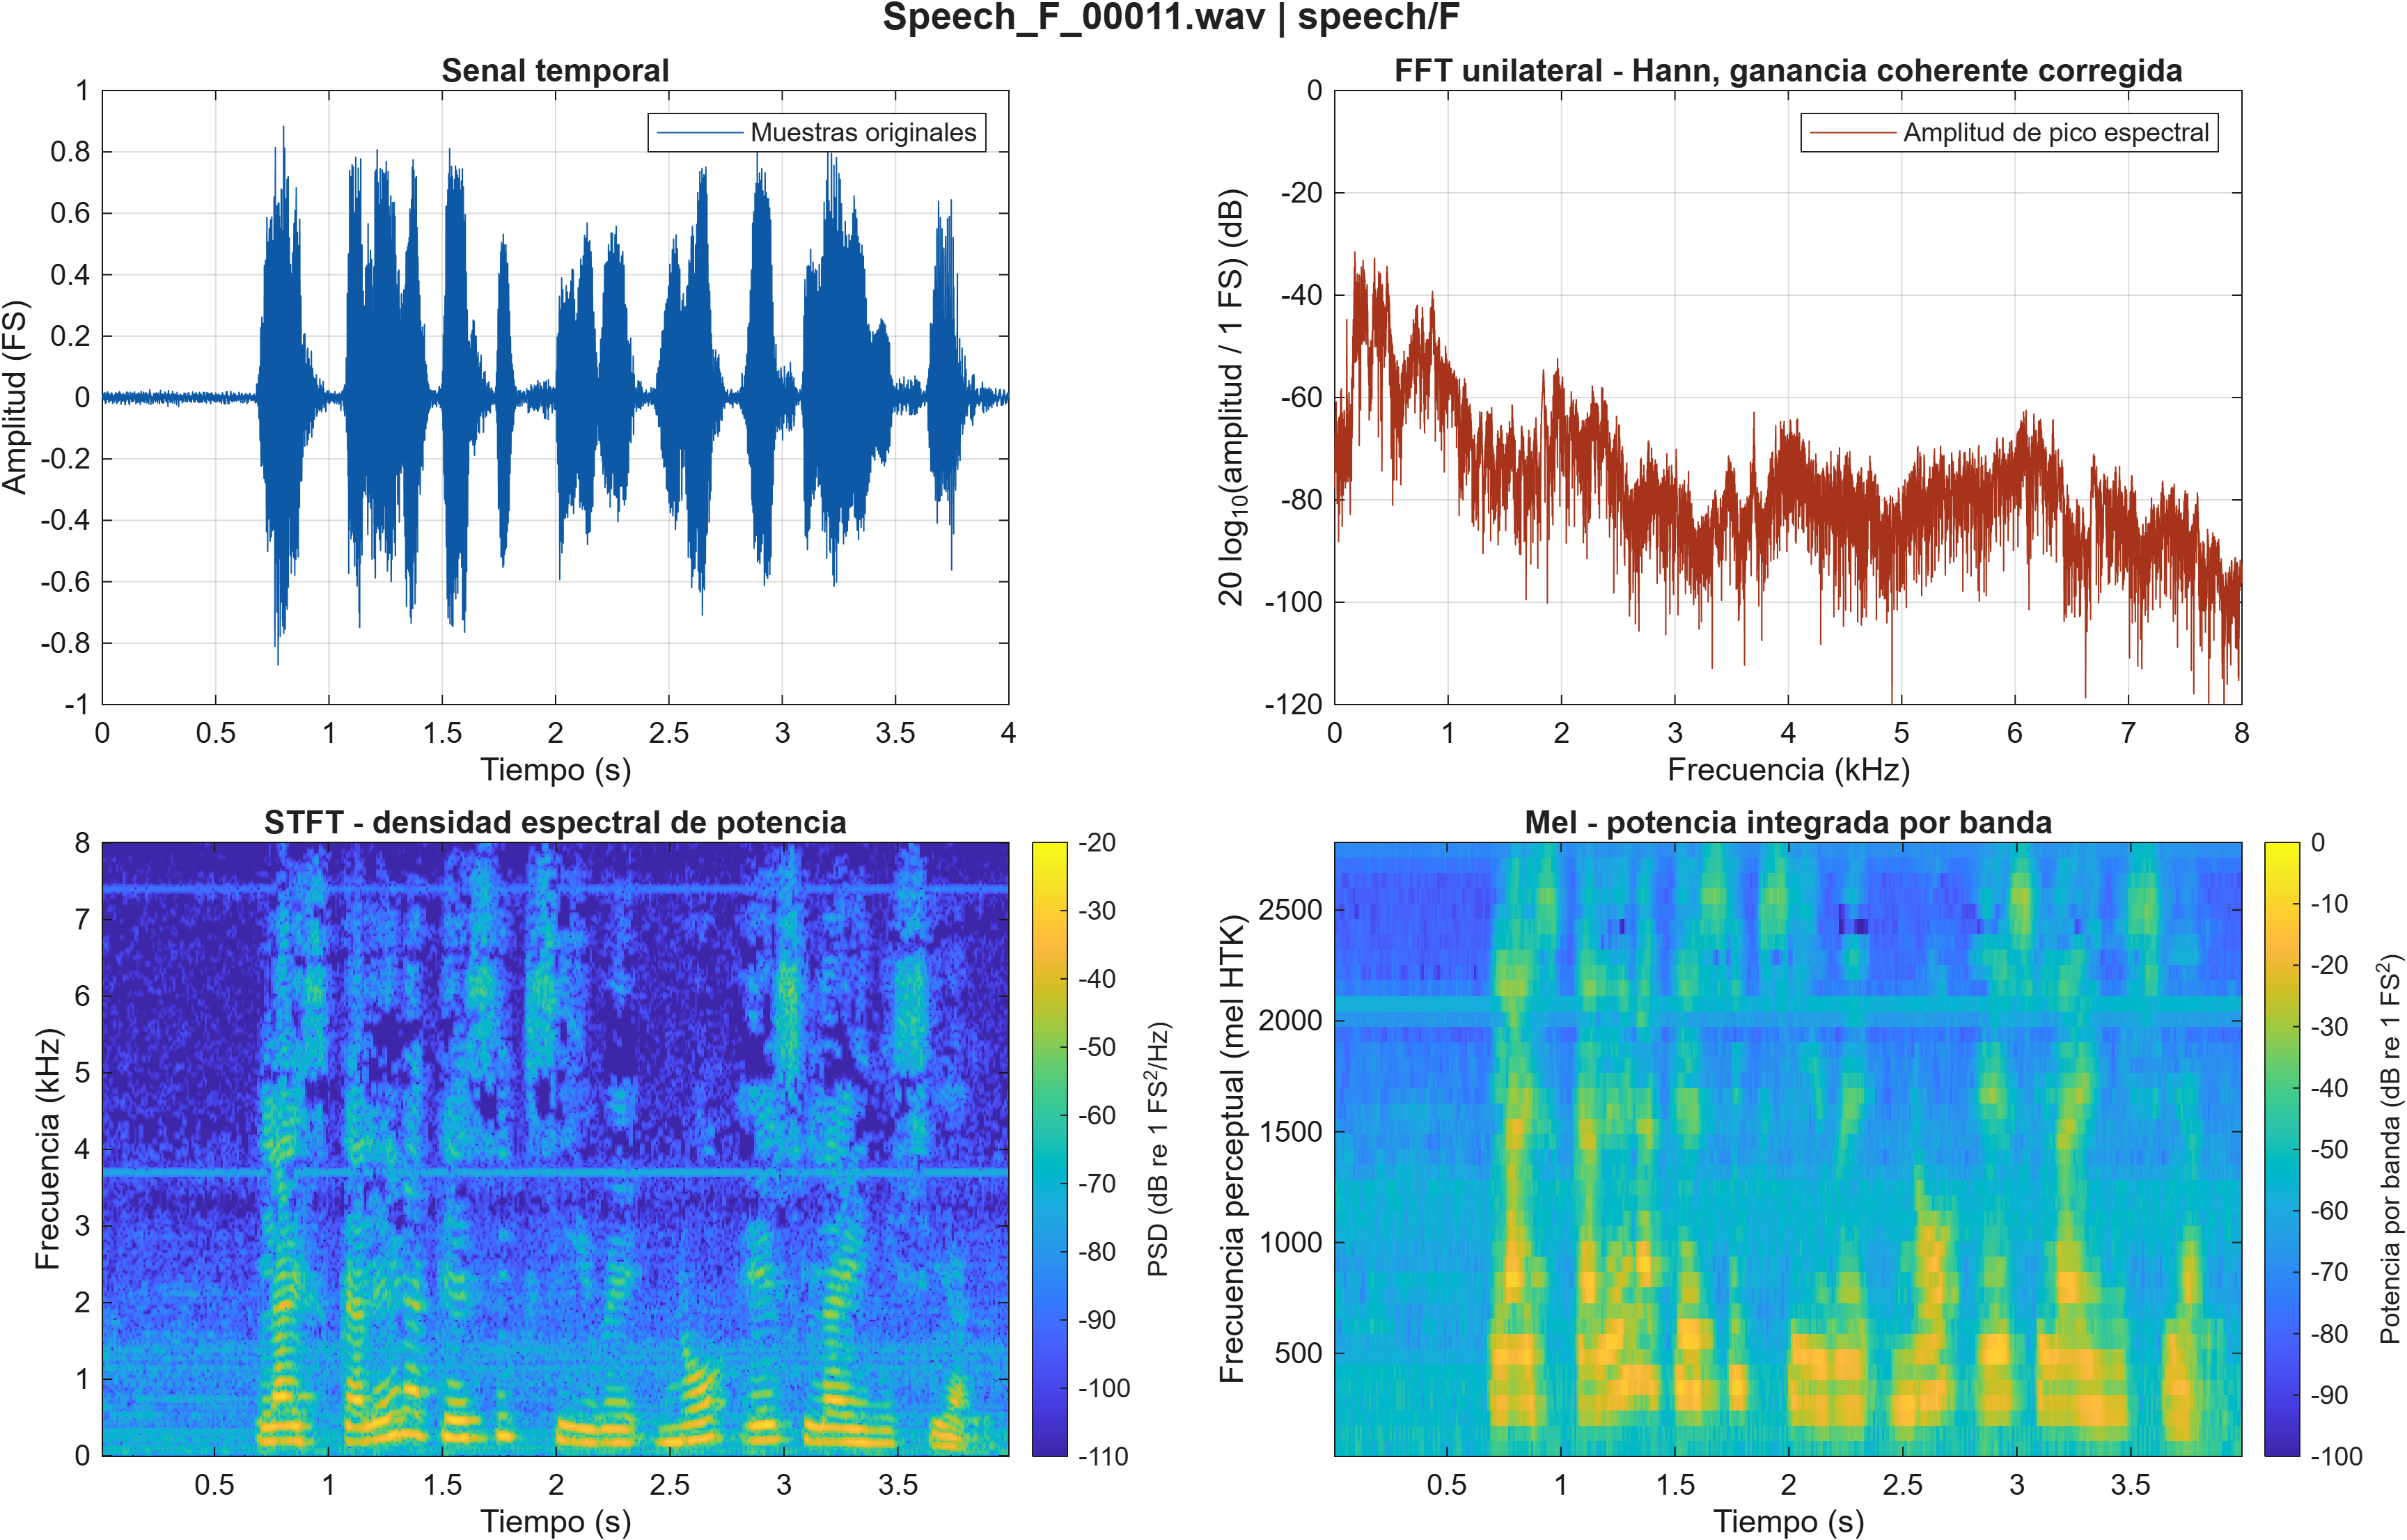 Speech_F_00011.wav | speech/F
Senal temporal
Muestras originales
1
0.8
0.6
0.4
0.2
0
-0.2
-0.4
-0.6
-0.8
-1
Amplitud (FS)
0 0.5 1 1.5 2 2.5 3 3.5 4
Tiempo (s)
FFT unilateral - Hann, ganancia coherente corregida
Amplitud de pico espectral
0
-20
-40
-60
-80
-100
-120
20 log10(amplitud / 1 FS) (dB)
0 1 2 3 4 5 6 7 8
Frecuencia (kHz)
STFT - densidad espectral de potencia
8
7
6
5
4
3
2
1
0
Frecuencia (kHz)
0.5 1 1.5 2 2.5 3 3.5
Tiempo (s)
-20
-30
-40
-50
-60
-70
-80
-90
-100
-110
PSD (dB re 1 FS²/Hz)
Mel - potencia integrada por banda
2500
2000
1500
1000
500
Frecuencia perceptual (mel HTK)
0.5 1 1.5 2 2.5 3 3.5
Tiempo (s)
0
-10
-20
-30
-40
-50
-60
-70
-80
-90
-100
Potencia por banda (dB re 1 FS²)